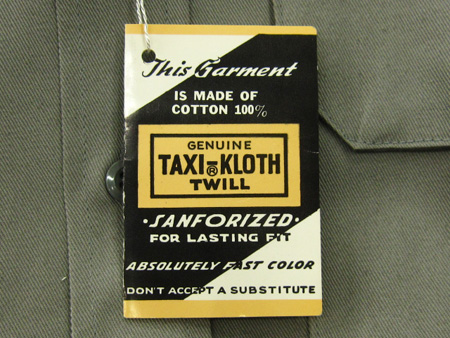 This Garment
IS MADE OF
COTTON 100%
GENUINE
TAXI-KLOTH
®
TWILL
·SANFORIZED·
FOR LASTING FIT
ABSOLUTELY FAST COLOR
DON'T ACCEPT A SUBSTITUTE